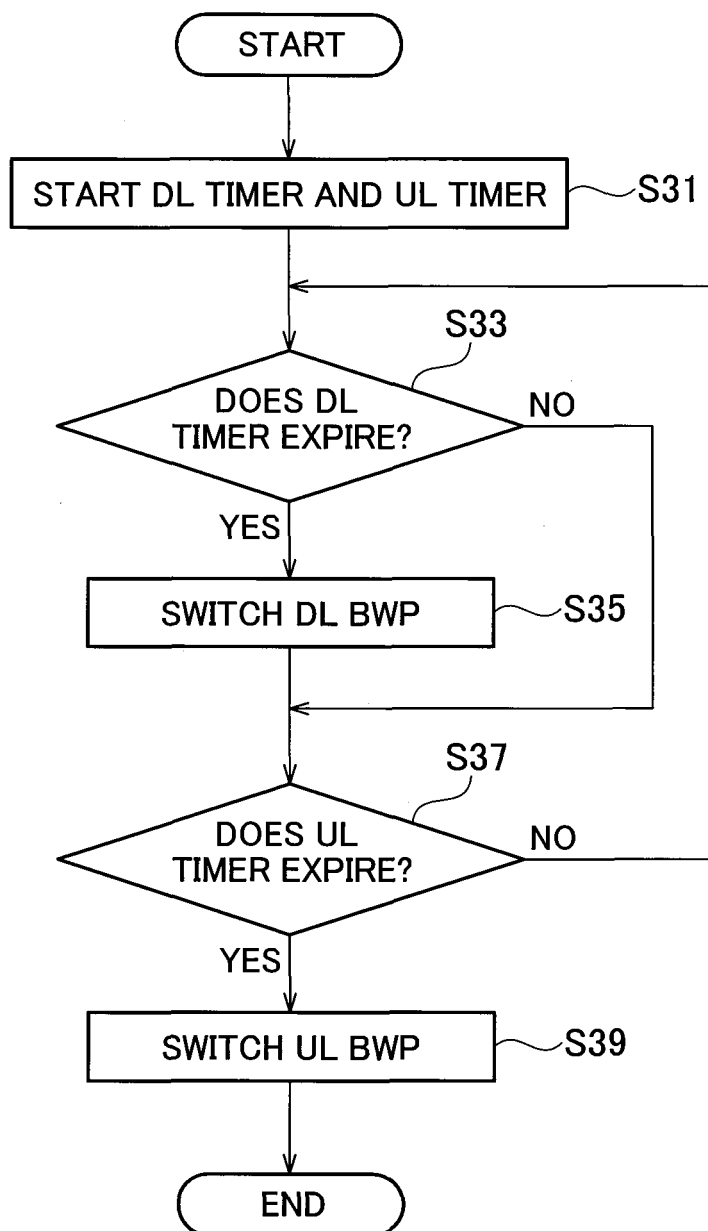 START
START DL TIMER AND UL TIMER
S31
S33
DOES DL
TIMER EXPIRE?
NO
YES
SWITCH DL BWP
S35
S37
DOES UL
TIMER EXPIRE?
NO
YES
SWITCH UL BWP
S39
END